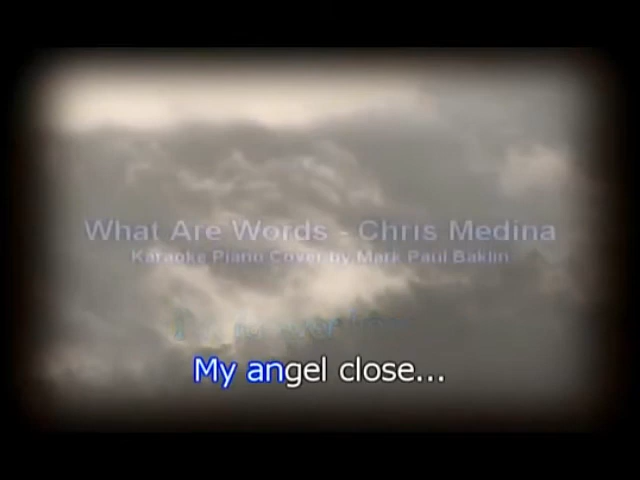 What Are Words - Chris Medina
Karaoke Piano Cover by Mark Paul Baklin
My angel close...